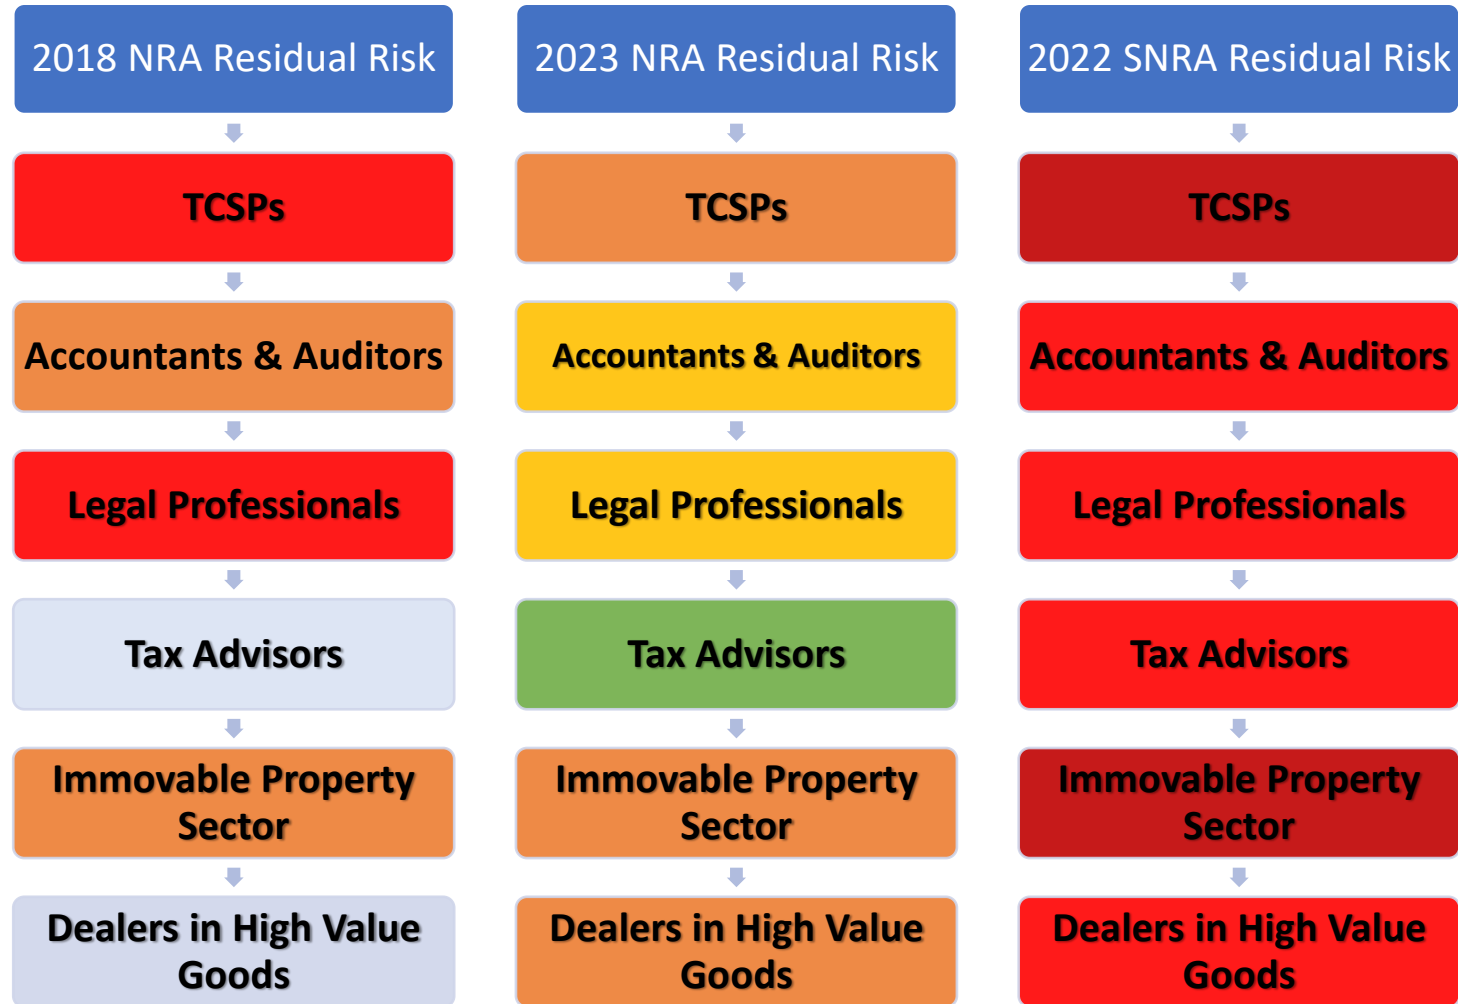 2018 NRA Residual Risk
TCSPs
Accountants & Auditors
Legal Professionals
Tax Advisors
Immovable Property
Sector
Dealers in High Value
Goods
2023 NRA Residual Risk
TCSPs
Accountants & Auditors
Legal Professionals
Tax Advisors
Immovable Property
Sector
Dealers in High Value
Goods
2022 SNRA Residual Risk
TCSPs
Accountants & Auditors
Legal Professionals
Tax Advisors
Immovable Property
Sector
Dealers in High Value
Goods